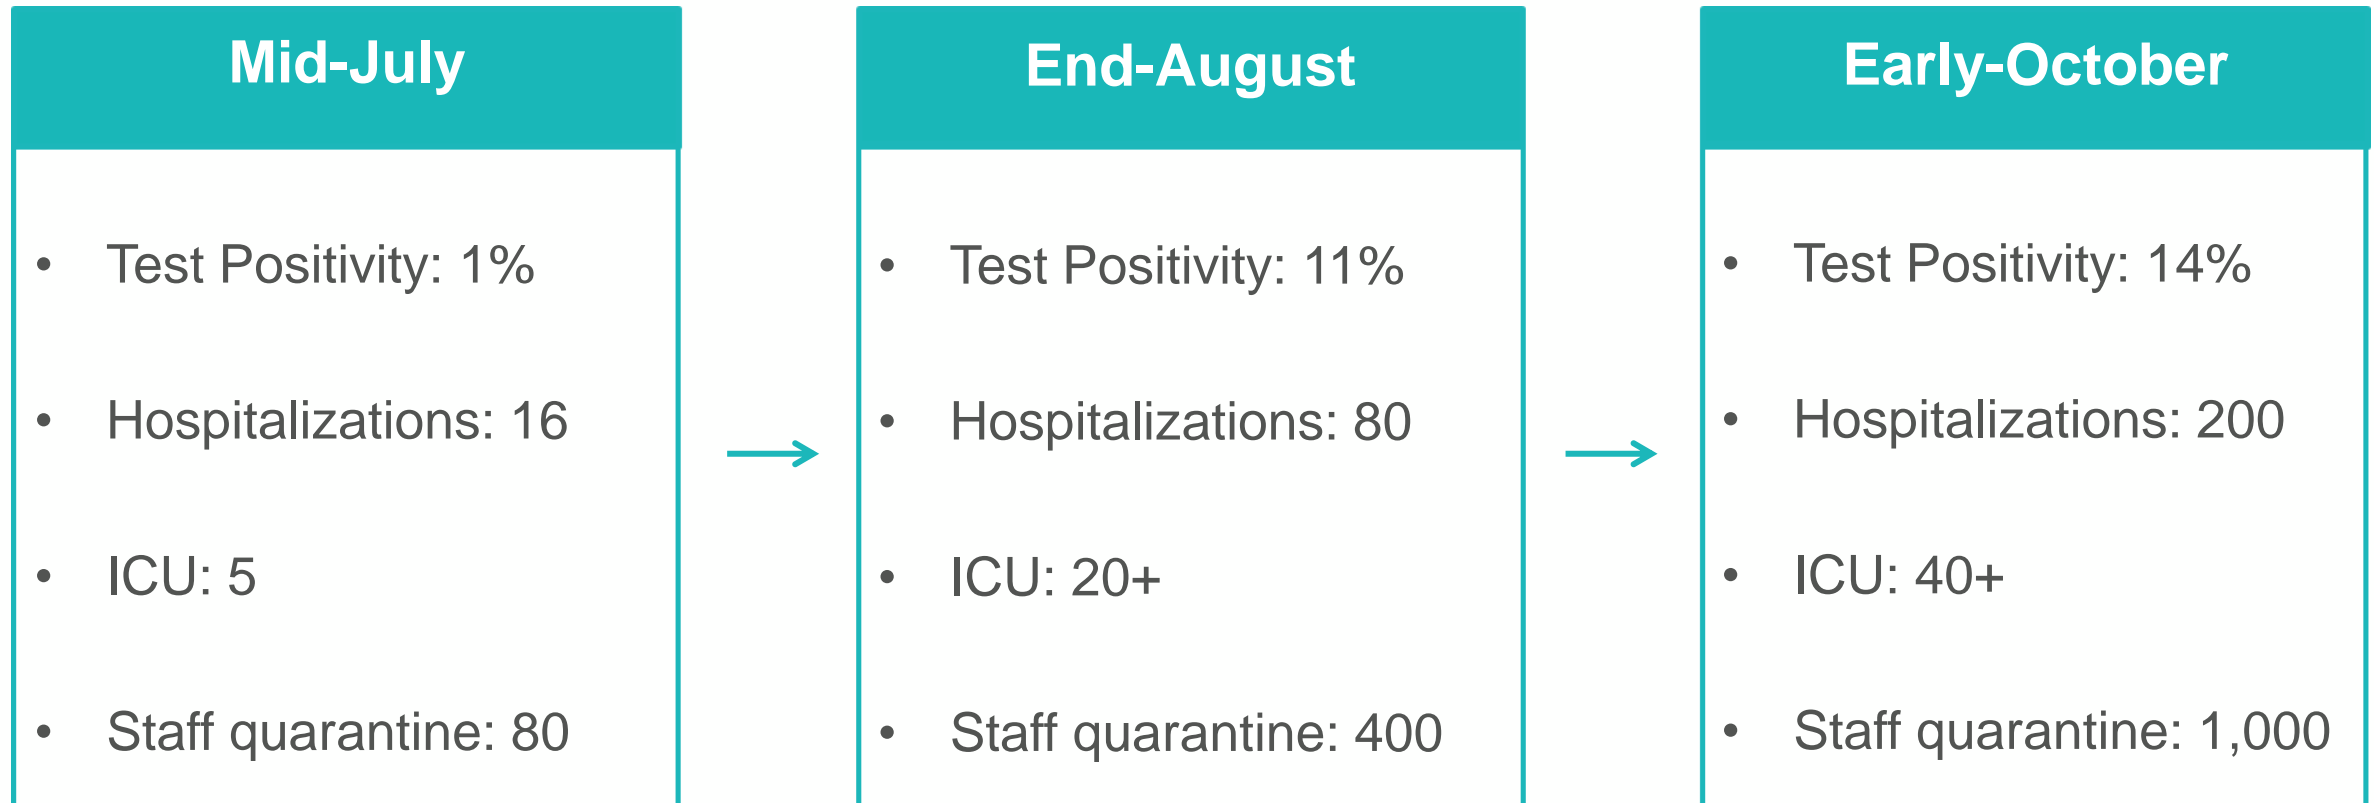 Mid-July
• Test Positivity: 1%
• Hospitalizations: 16
• ICU: 5
• Staff quarantine: 80
End-August
• Test Positivity: 11%
• Hospitalizations: 80
• ICU: 20+
• Staff quarantine: 400
Early-October
• Test Positivity: 14%
• Hospitalizations: 200
• ICU: 40+
• Staff quarantine: 1,000